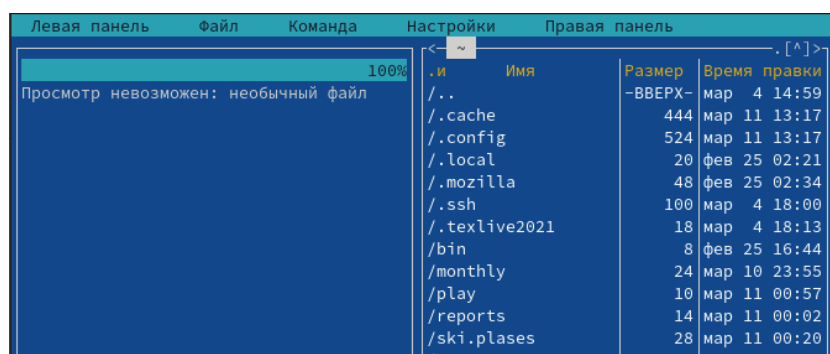 Левая панель Файл Команда Настройки Правая панель
<— ~ .[^]>
100%
Просмотр невозможен: необычный файл
.и Имя Размер Время правки
/.. -ВВЕРХ- мар 4 14:59
/.cache 444 мар 11 13:17
/.config 524 мар 11 13:17
/.local 20 фев 25 02:21
/.mozilla 48 фев 25 02:34
/.ssh 100 мар 4 18:00
/.texlive2021 18 мар 4 18:13
/bin 8 фев 25 16:44
/monthly 24 мар 10 23:55
/play 10 мар 11 00:57
/reports 14 мар 11 00:02
/ski.plases 28 мар 11 00:20